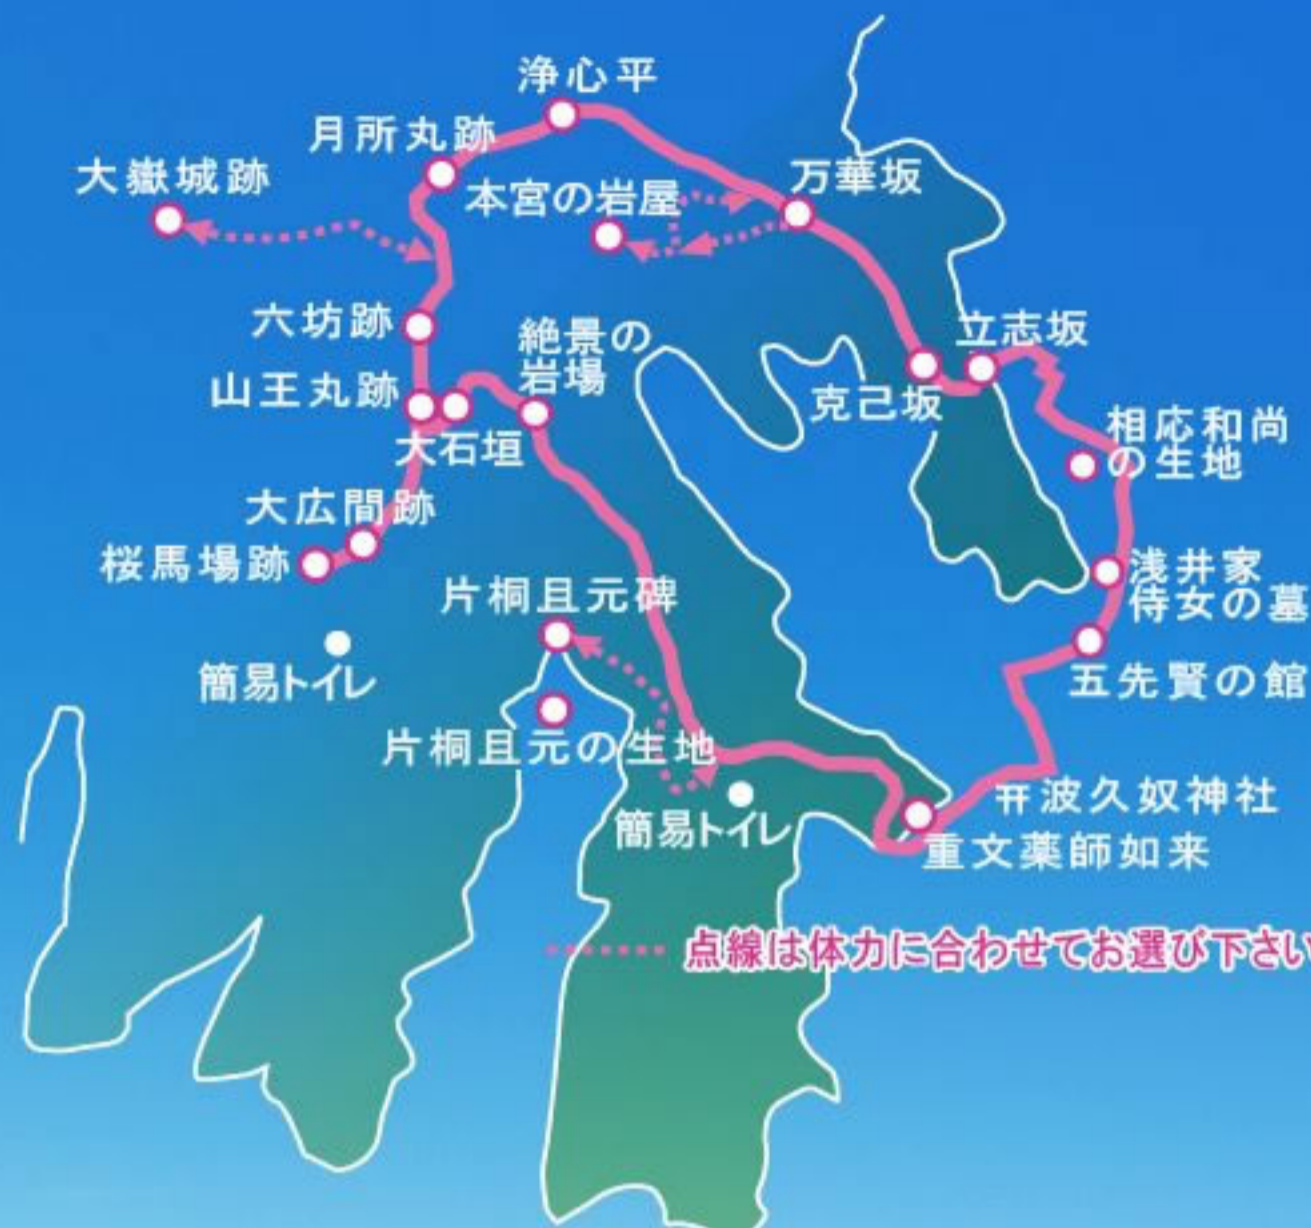 浄心平
月所丸跡
大嶽城跡
本宮の岩屋
万華坂
六坊跡
絶景の
岩場
立志坂
山王丸跡
克己坂
大石垣
相応和尚
の生地
大広間跡
桜馬場跡
浅井家
侍女の墓
片桐且元碑
簡易トイレ
五先賢の館
片桐且元の生地
波久奴神社
簡易トイレ
重文薬師如来
点線は体力に合わせてお選び下さい